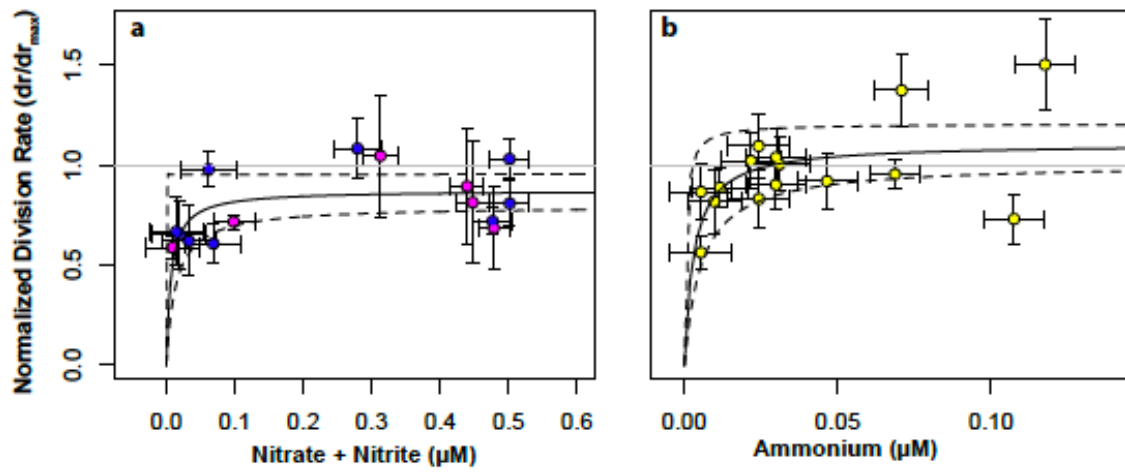 a
b
Normalized Division Rate (dr/drmax)
0.0
0.5
1.0
1.5
0.0 0.1 0.2 0.3 0.4 0.5 0.6
0.00 0.05 0.10
Nitrate + Nitrite (µM)
Ammonium (µM)